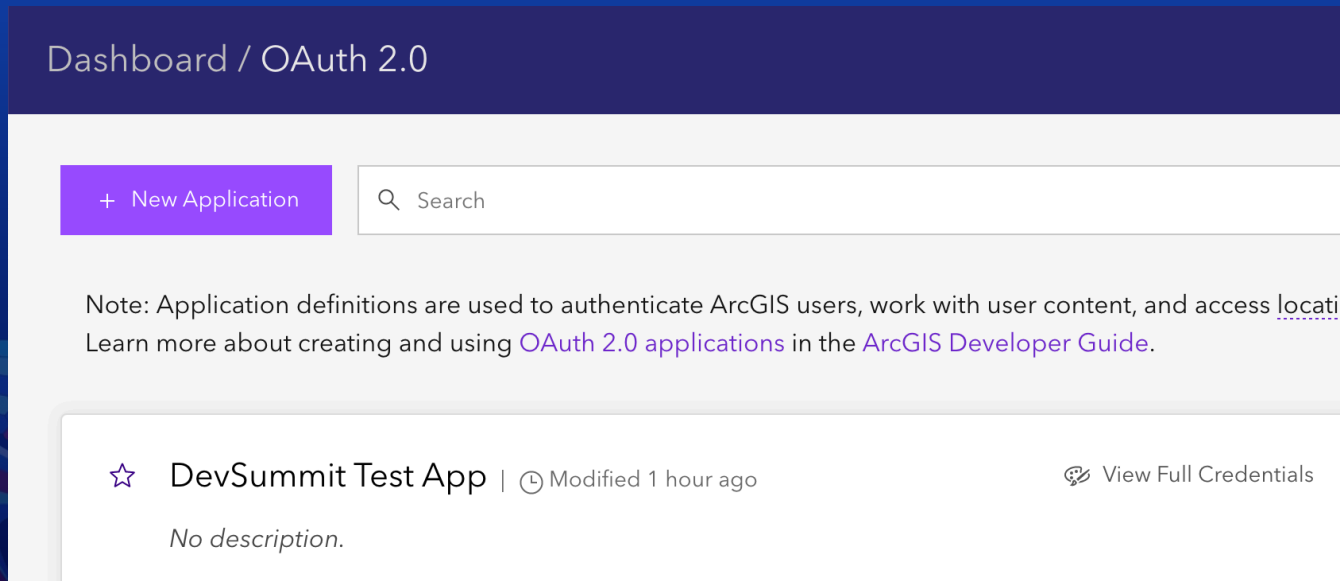 Dashboard / OAuth 2.0
+ New Application
Search
Note: Application definitions are used to authenticate ArcGIS users, work with user content, and access
Learn more about creating and using OAuth 2.0 applications in the ArcGIS Developer Guide.
DevSummit Test App | Modified 1 hour ago
View Full Credentials
No description.